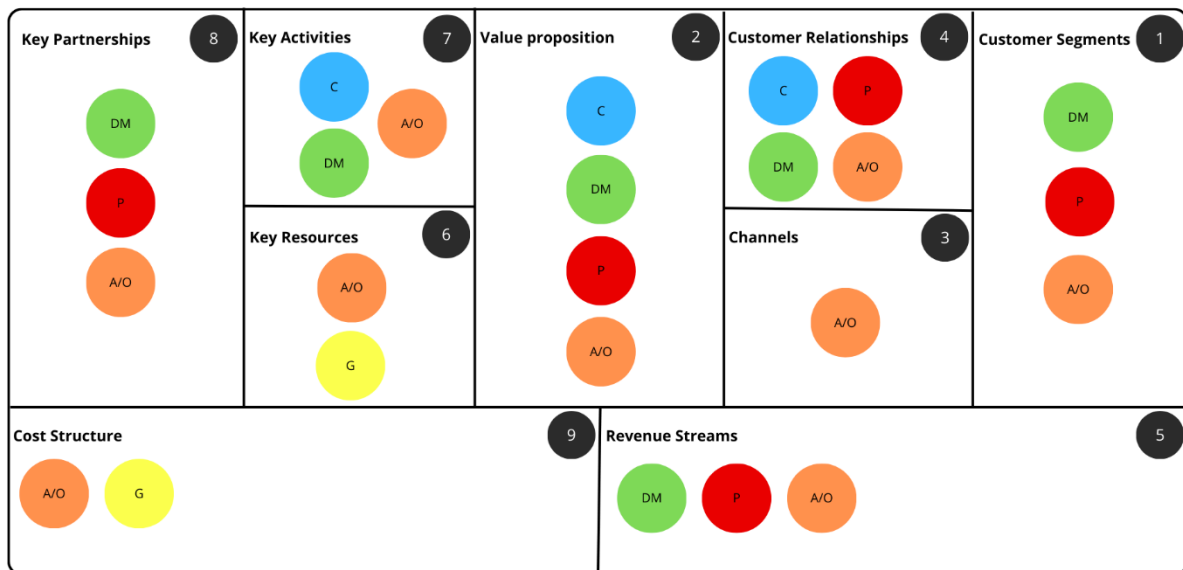 Key Partnerships
8
DM
P
A/O
Key Activities
7
C
A/O
DM
Key Resources
6
A/O
G
Value proposition
2
C
DM
P
A/O
Customer Relationships
4
C
P
DM
A/O
Channels
3
A/O
Customer Segments
1
DM
P
A/O
Cost Structure
9
A/O
G
Revenue Streams
5
DM
P
A/O